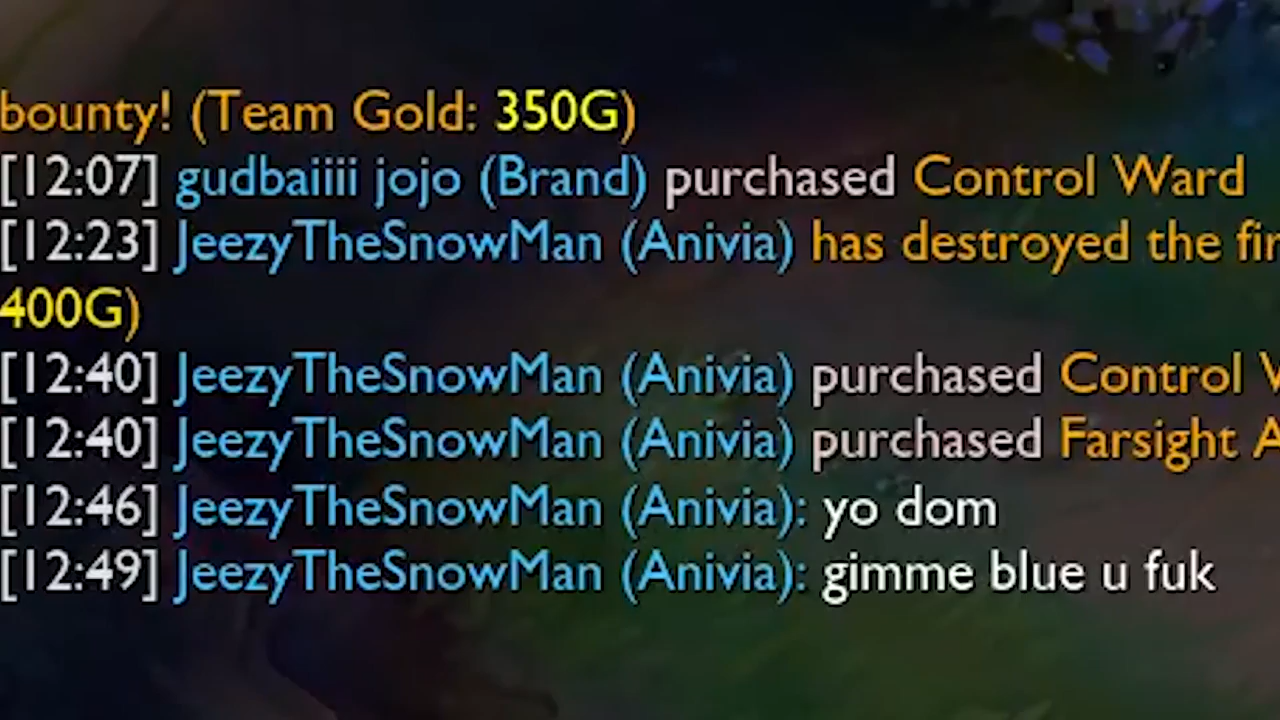 bounty! (Team Gold: 350G)
[12:07] gudbaiiii jojo (Brand) purchased Control Ward
[12:23] JeezyTheSnowMan (Anivia) has destroyed the fir
400G)
[12:40] JeezyTheSnowMan (Anivia) purchased Control
[12:40] JeezyTheSnowMan (Anivia) purchased Farsight A
[12:46] JeezyTheSnowMan (Anivia): yo dom
[12:49] JeezyTheSnowMan (Anivia): gimme blue u fuk